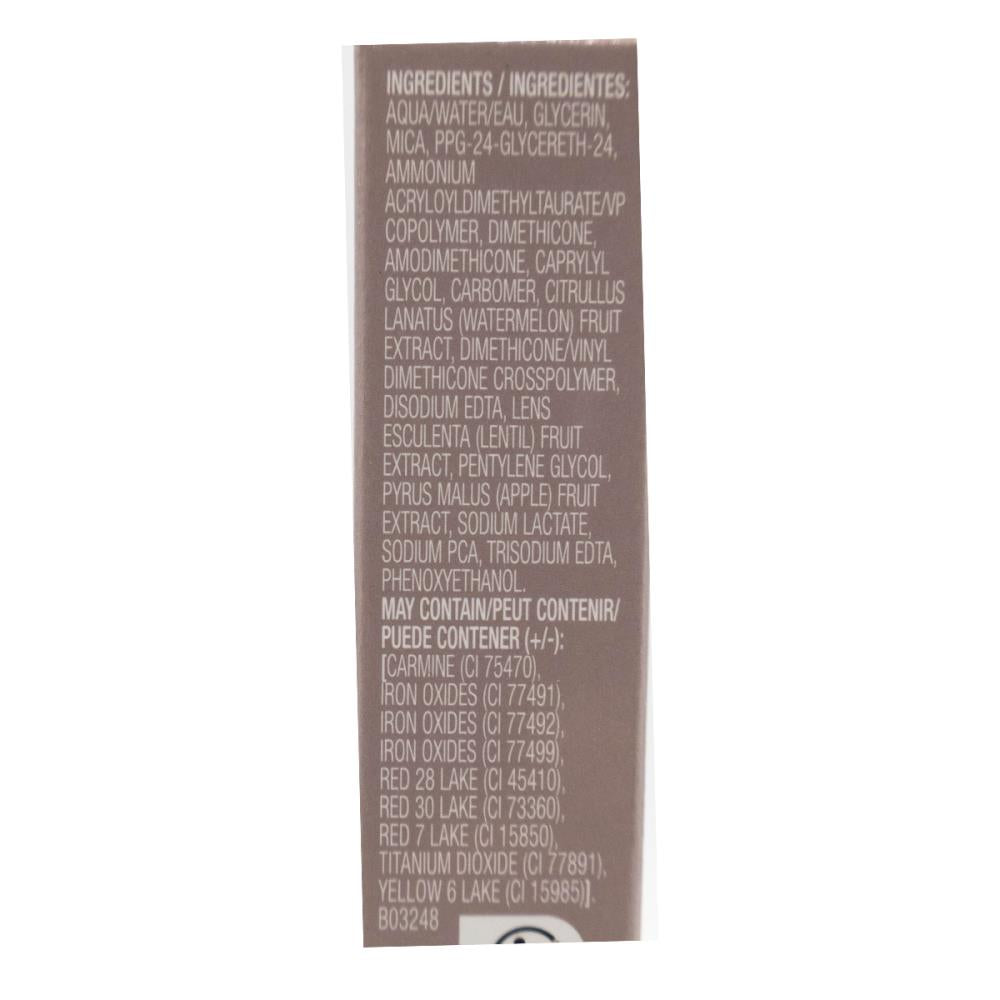 INGREDIENTS / INGREDIENTES:
AQUA/WATER/EAU, GLYCERIN,
MICA, PPG-24-GLYCERETH-24,
AMMONIUM
ACRYLOYLDIMETHYLTAURATE/VP
COPOLYMER, DIMETHICONE,
AMODIMETHICONE, CAPRYLYL
GLYCOL, CARBOMER, CITRULLUS
LANATUS (WATERMELON) FRUIT
EXTRACT, DIMETHICONE/VINYL
DIMETHICONE CROSSPOLYMER,
DISODIUM EDTA, LENS
ESCULENTA (LENTIL) FRUIT
EXTRACT, PENTYLENE GLYCOL,
PYRUS MALUS (APPLE) FRUIT
EXTRACT, SODIUM LACTATE,
SODIUM PCA, TRISODIUM EDTA,
PHENOXYETHANOL.
MAY CONTAIN/PEUT CONTENIR/
PUEDE CONTENER (+/-):
[CARMINE (CI 75470),
IRON OXIDES (CI 77491),
IRON OXIDES (CI 77492),
IRON OXIDES (CI 77499),
RED 28 LAKE (CI 45410),
RED 30 LAKE (CI 73360),
RED 7 LAKE (CI 15850),
TITANIUM DIOXIDE (CI 77891),
YELLOW 6 LAKE (CI 15985)].
B03248